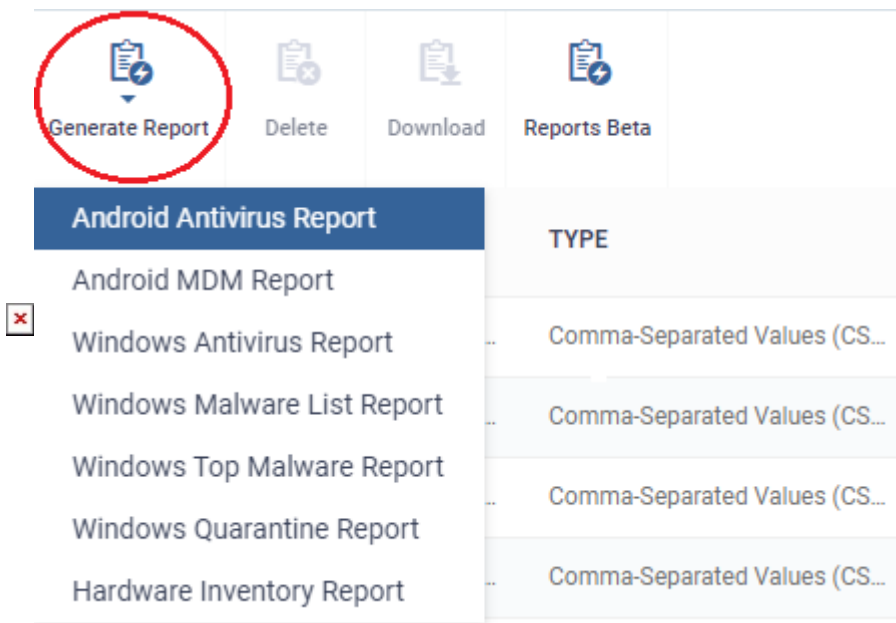 Generate Report
Delete
Download
Reports Beta
Android Antivirus Report
Android MDM Report
Windows Antivirus Report
Windows Malware List Report
Windows Top Malware Report
Windows Quarantine Report
Hardware Inventory Report
TYPE
... Comma-Separated Values (CS...
... Comma-Separated Values (CS...
... Comma-Separated Values (CS...
... Comma-Separated Values (CS...